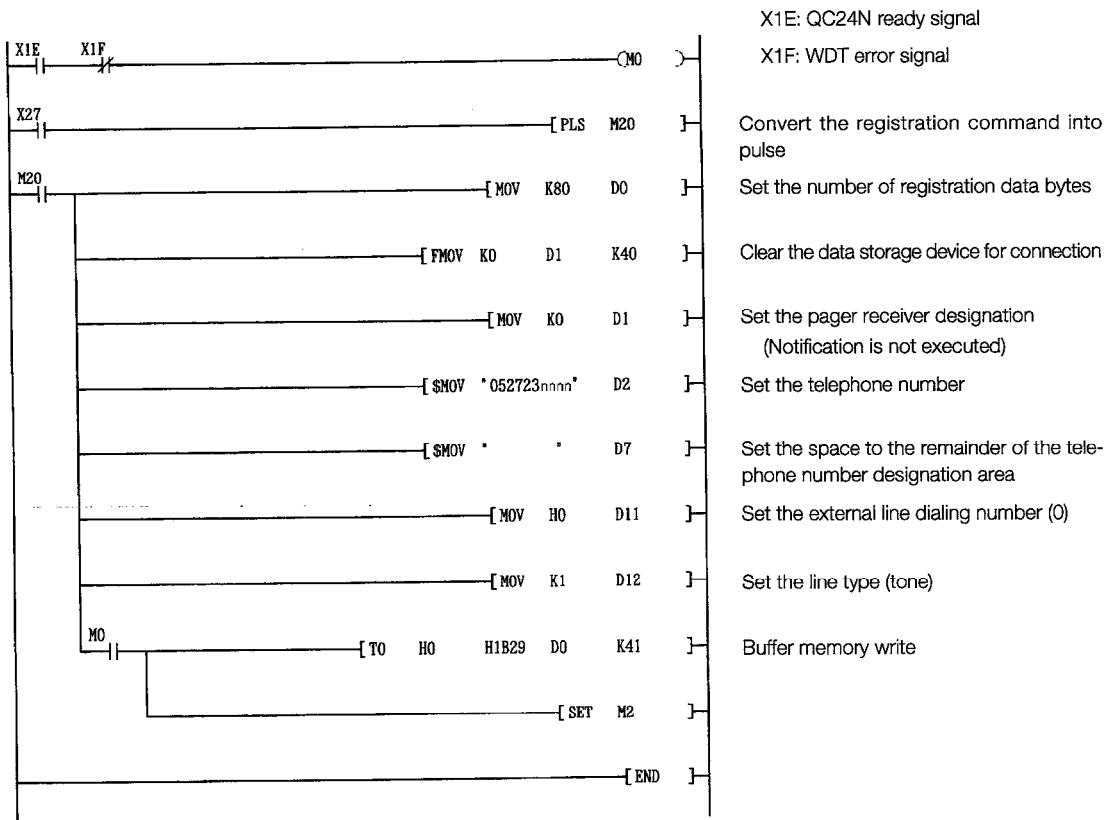 X1E: QC24N ready signal
X1E X1F (M0 ) X1F: WDT error signal
X27 [ PLS M20 ] Convert the registration command into
pulse
M20 [ MOV K80 D0 ] Set the number of registration data bytes
[ FMOV K0 D1 K40 ] Clear the data storage device for connection
[ MOV K0 D1 ] Set the pager receiver designation
(Notification is not executed)
[ $MOV "052723nnnn" D2 ] Set the telephone number
[ $MOV " " D7 ] Set the space to the remainder of the tele-
phone number designation area
[ MOV H0 D11 ] Set the external line dialing number (0)
[ MOV K1 D12 ] Set the line type (tone)
M0 [ TO H0 H1B29 D0 K41 ] Buffer memory write
[ SET M2 ]
[ END ]